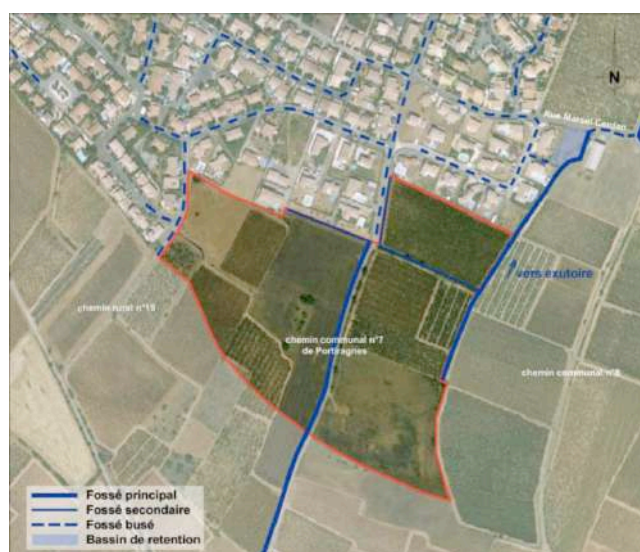 N
Rue Marcel Cerdan
vers exutoire
chemin rural n°15
chemin communal n°7
de Portiragnes
chemin communal n°8
Fossé principal
Fossé secondaire
Fossé busé
Bassin de retention